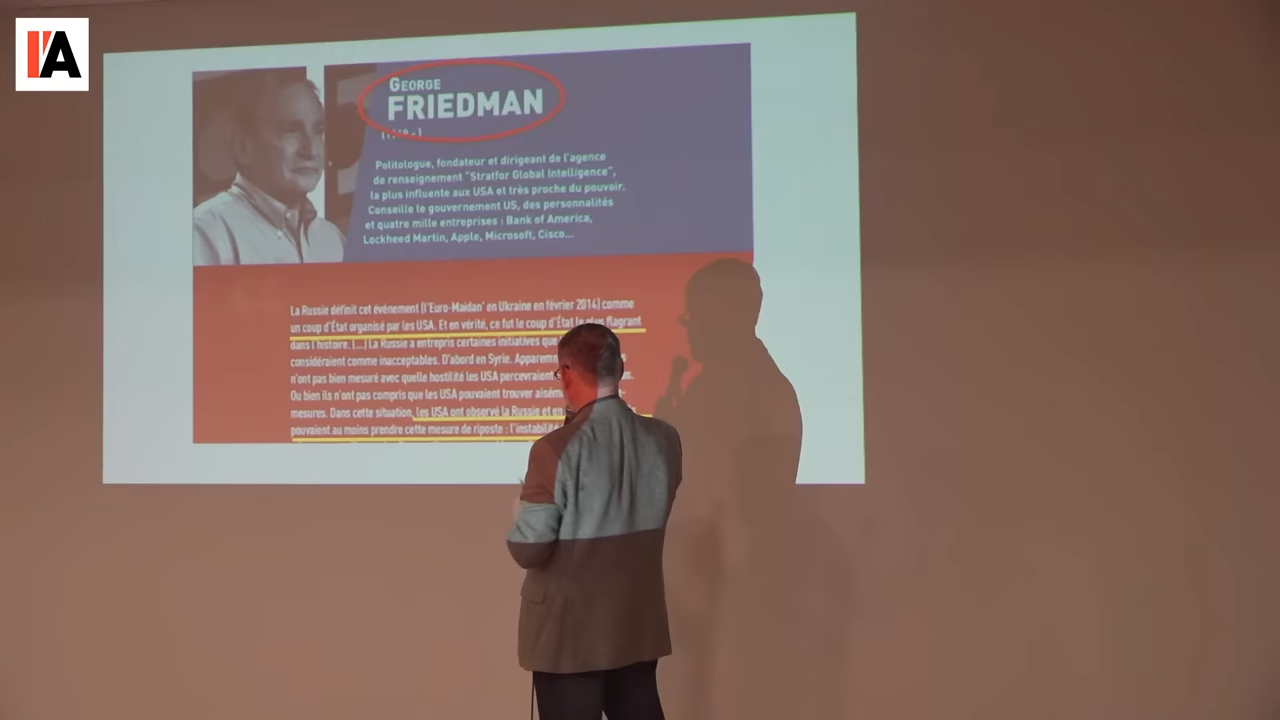 I'A
GEORGE
FRIEDMAN
Politologue, fondateur et dirigeant de l'agence
de renseignement "Stratfor Global Intelligence",
la plus influente aux USA et très proche du pouvoir.
Conseille le gouvernement US, des personnalités
et quatre mille entreprises : Bank of America,
Lockheed Martin, Apple, Microsoft, Cisco...
La Russie définit cet événement (l'Euro-Maidan' en Ukraine en février 2014) comme
un coup d'État organisé par les USA. Et en vérité, ce fut le coup d'État le plus flagrant
dans l'histoire. (...) La Russie a entrepris certaines initiatives que
considéraient comme inacceptables. D'abord en Syrie.
n'ont pas bien mesuré avec quelle hostilité les USA percevraient
Ou bien ils n'ont pas compris que les USA pouvaient trouver
mesures. Dans cette situation, les USA ont observé la Russie et
pouvaient au moins prendre cette mesure de riposte :